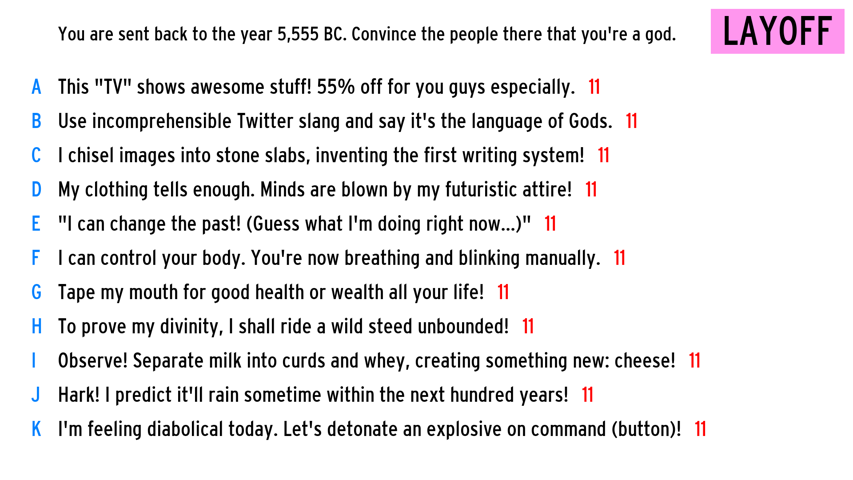 You are sent back to the year 5,555 BC. Convince the people there that you're a god.
LAYOFF
A This "TV" shows awesome stuff! 55% off for you guys especially. 11
B Use incomprehensible Twitter slang and say it's the language of Gods. 11
C I chisel images into stone slabs, inventing the first writing system! 11
D My clothing tells enough. Minds are blown by my futuristic attire! 11
E "I can change the past! (Guess what I'm doing right now...)" 11
F I can control your body. You're now breathing and blinking manually. 11
G Tape my mouth for good health or wealth all your life! 11
H To prove my divinity, I shall ride a wild steed unbounded! 11
I Observe! Separate milk into curds and whey, creating something new: cheese! 11
J Hark! I predict it'll rain sometime within the next hundred years! 11
K I'm feeling diabolical today. Let's detonate an explosive on command (button)! 11